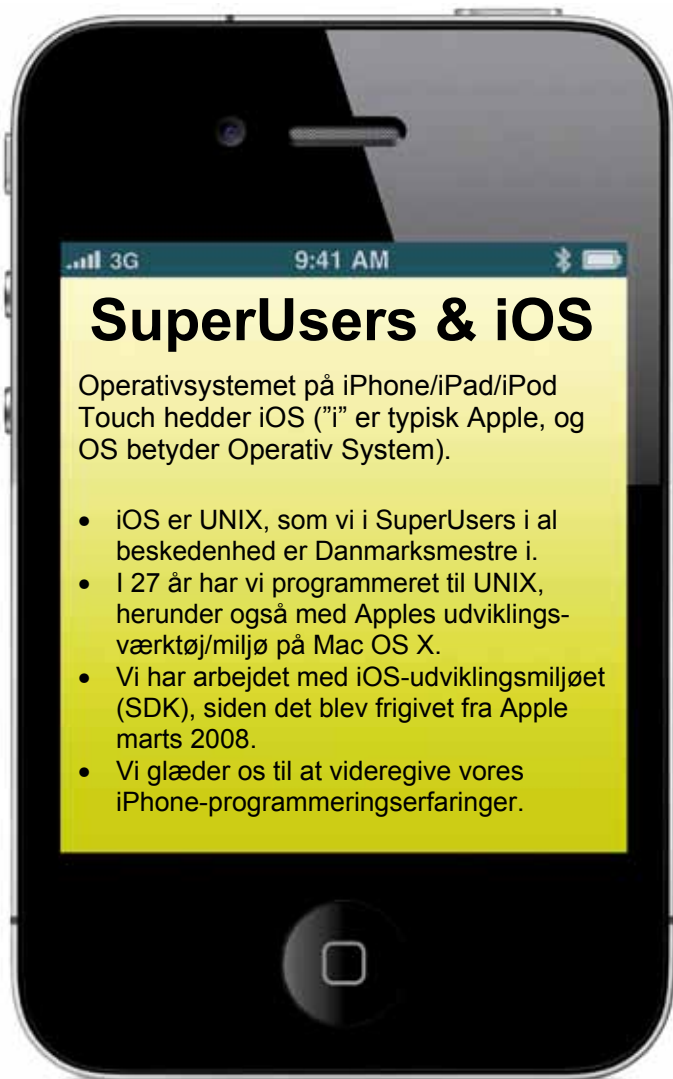 3G 9:41 AM
SuperUsers & iOS
Operativsystemet på iPhone/iPad/iPod
Touch hedder iOS (”i” er typisk Apple, og
OS betyder Operativ System).
• iOS er UNIX, som vi i SuperUsers i al
beskedenhed er Danmarksmestre i.
• I 27 år har vi programmeret til UNIX,
herunder også med Apples udviklings-
værktøj/miljø på Mac OS X.
• Vi har arbejdet med iOS-udviklingsmiljøet
(SDK), siden det blev frigivet fra Apple
marts 2008.
• Vi glæder os til at videregive vores
iPhone-programmeringserfaringer.